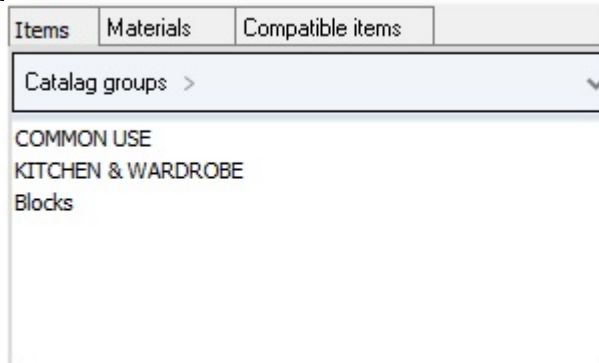 Items Materials Compatible items
Catalag groups >
COMMON USE
KITCHEN & WARDROBE
Blocks